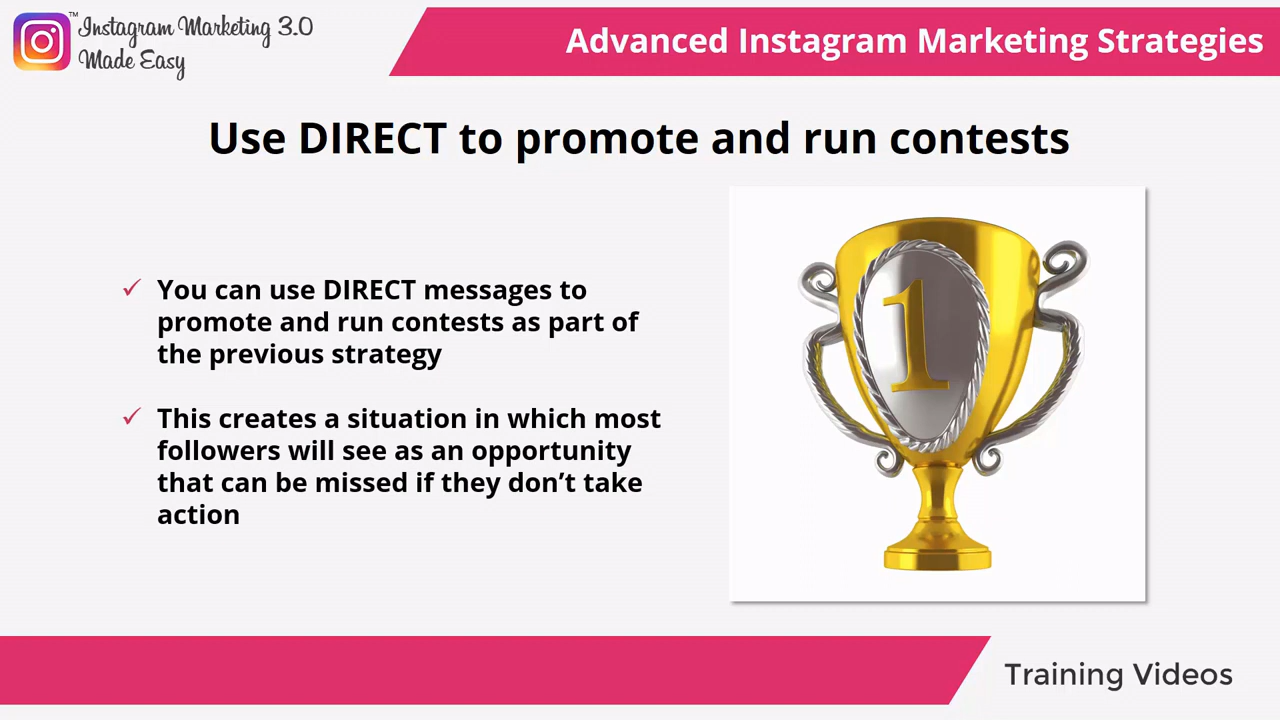 Instagram Marketing 3.0
Made Easy
TM
Advanced Instagram Marketing Strategies
Use DIRECT to promote and run contests
You can use DIRECT messages to
promote and run contests as part of
the previous strategy
This creates a situation in which most
followers will see as an opportunity
that can be missed if they don’t take
action
1
Training Videos